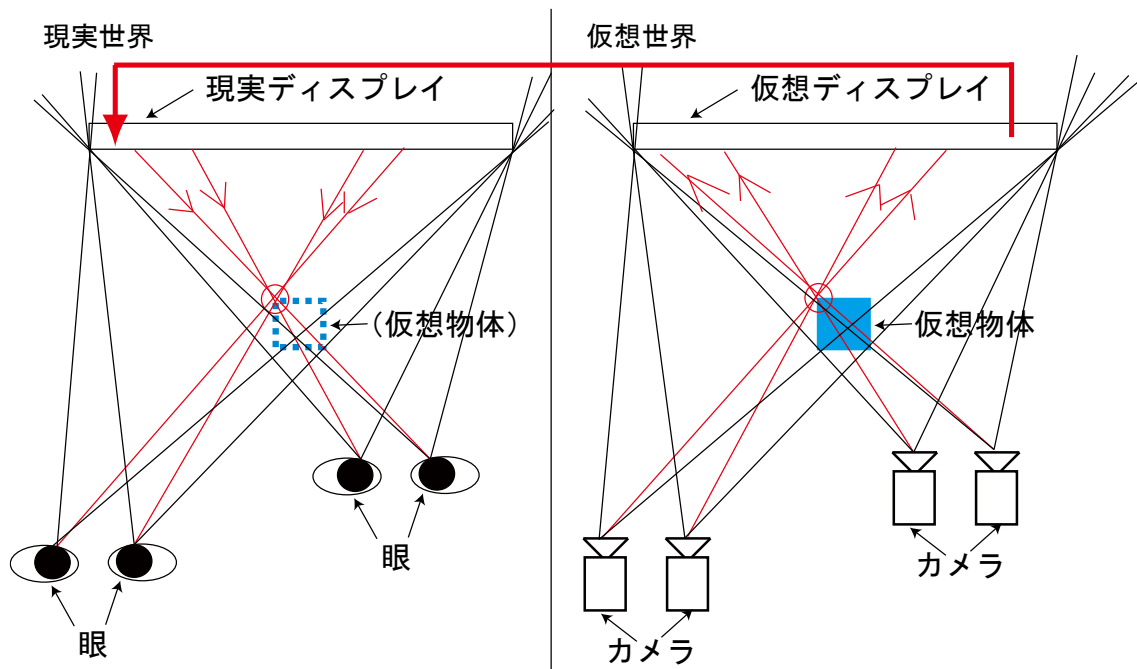 現実世界
仮想世界
現実ディスプレイ
仮想ディスプレイ
（仮想物体）
仮想物体
眼
眼
カメラ
カメラ